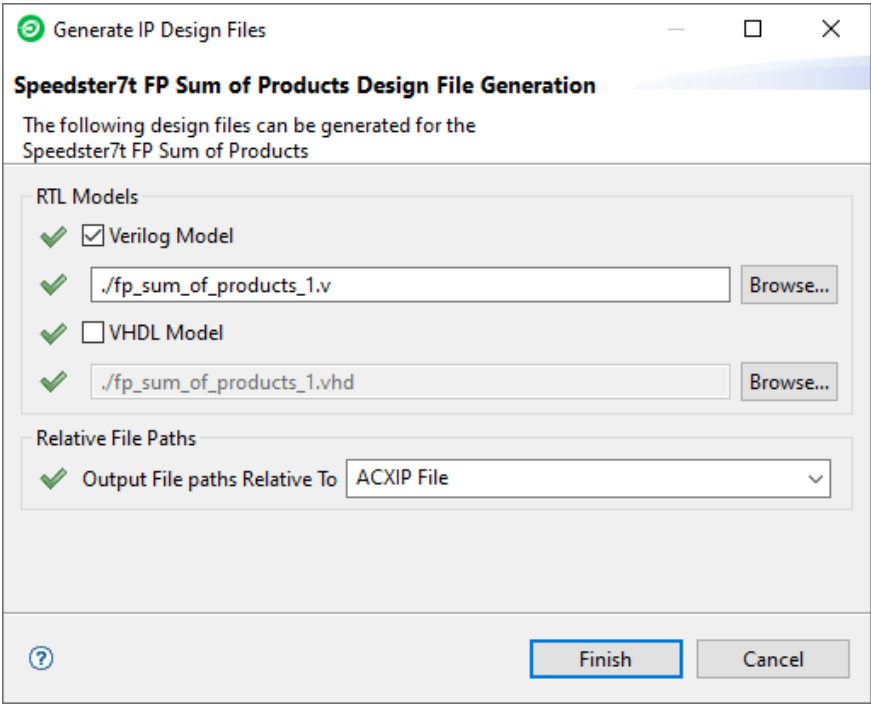 Generate IP Design Files
Speedster7t FP Sum of Products Design File Generation
The following design files can be generated for the
Speedster7t FP Sum of Products
RTL Models
Verilog Model
./fp_sum_of_products_1.v Browse...
VHDL Model
./fp_sum_of_products_1.vhd Browse...
Relative File Paths
Output File paths Relative To ACXIP File
Finish Cancel